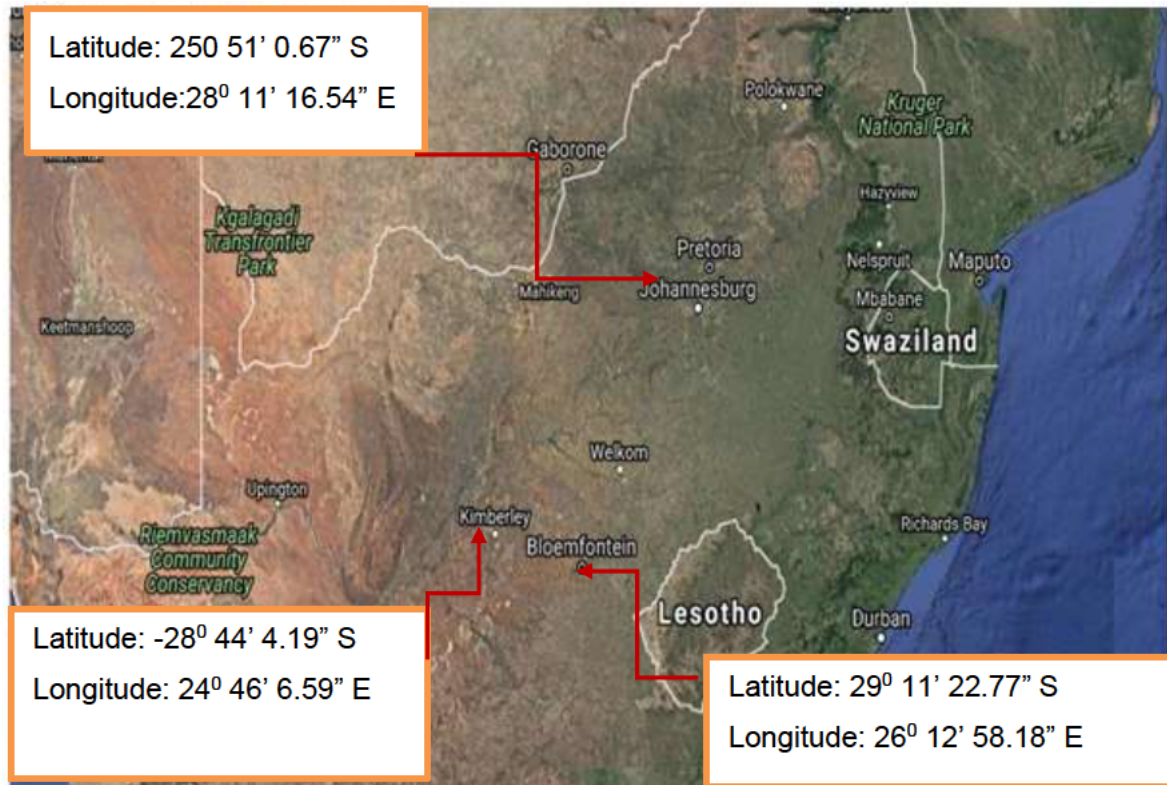 Latitude: 250 51’ 0.67” S
Longitude:28⁰ 11’ 16.54” E
Polokwane
Kruger
National Park
Gaborone
Hazyview
Kgalagadi
Transfrontier
Park
Pretoria
Nelspruit
Maputo
Mahikeng
Johannesburg
Mbabane
Keetmanshoop
Swaziland
Welkom
Upington
Kimberley
Richards Bay
Riemvasmaak
Community
Conservancy
Bloemfontein
Lesotho
Durban
Latitude: -28⁰ 44’ 4.19” S
Longitude: 24⁰ 46’ 6.59” E
Latitude: 29⁰ 11’ 22.77” S
Longitude: 26⁰ 12’ 58.18” E